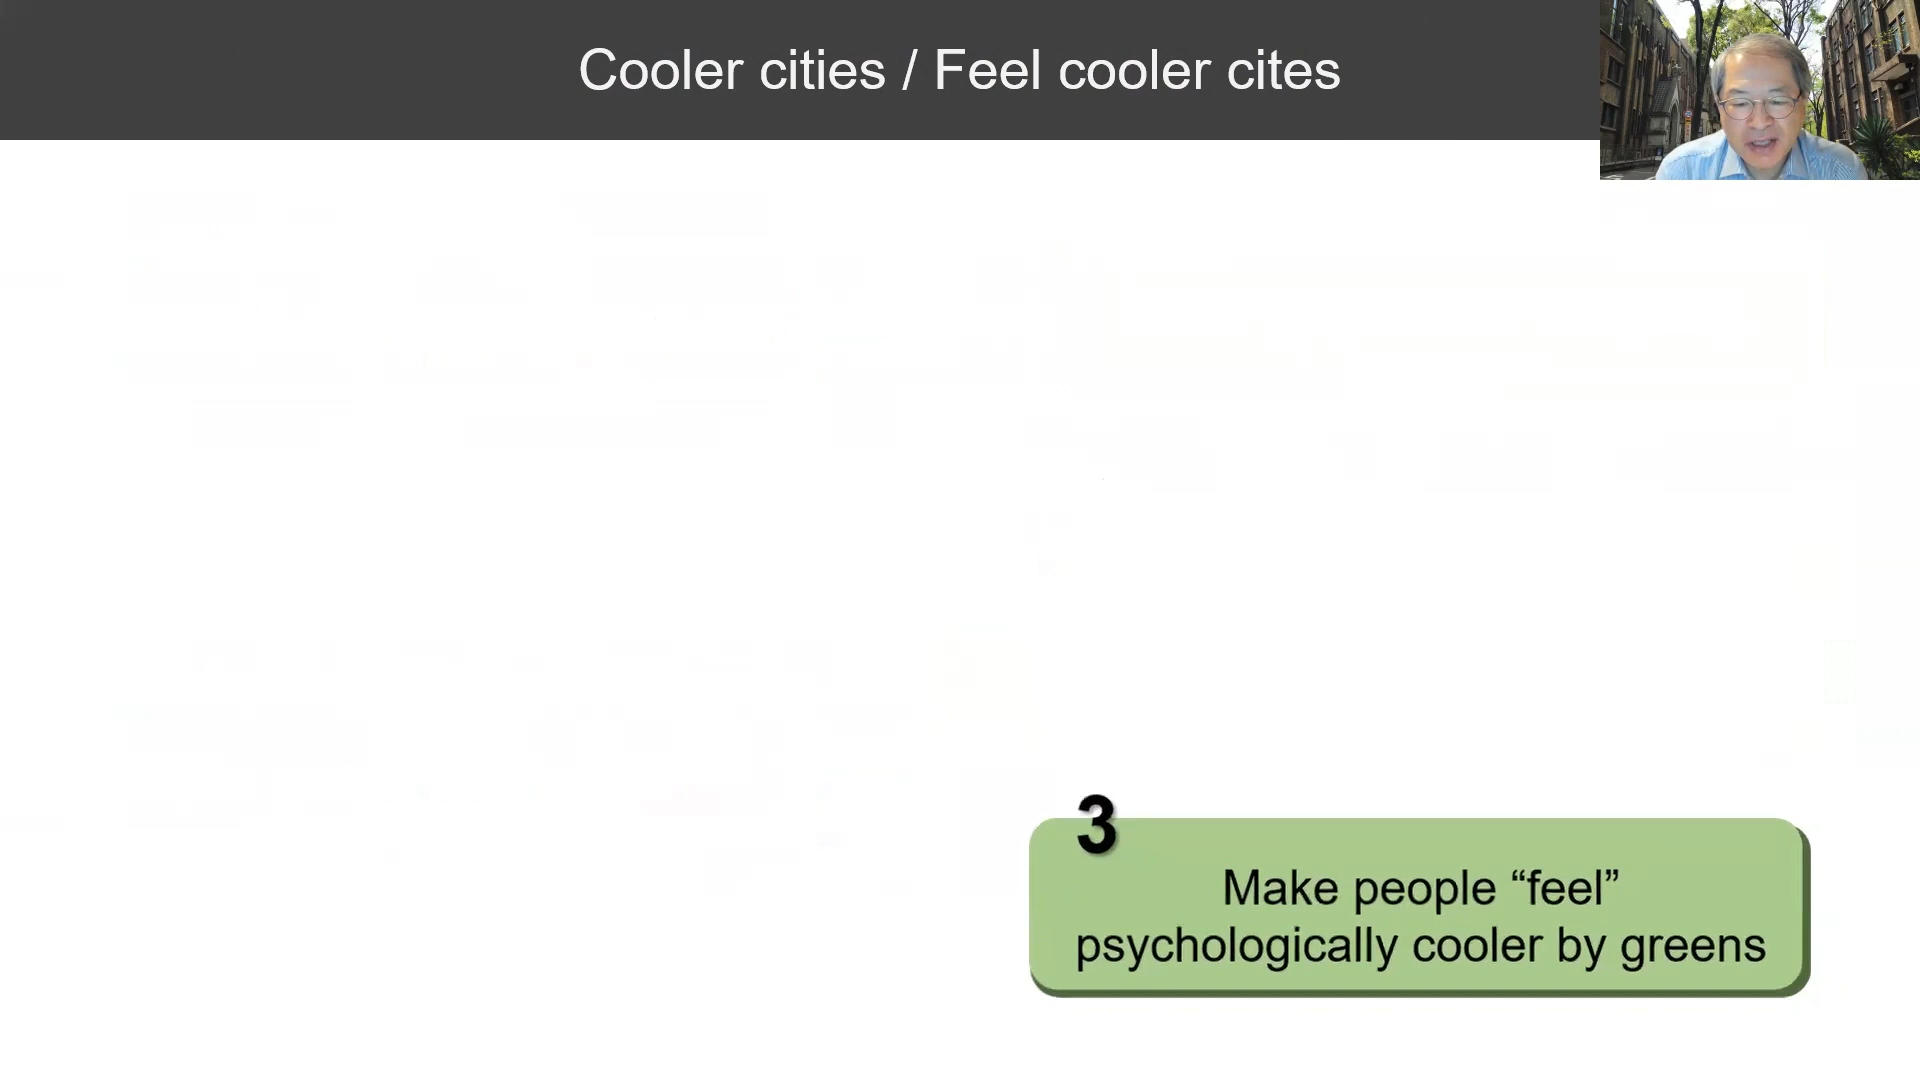 Cooler cities / Feel cooler cites
3
Make people “feel”
psychologically cooler by greens